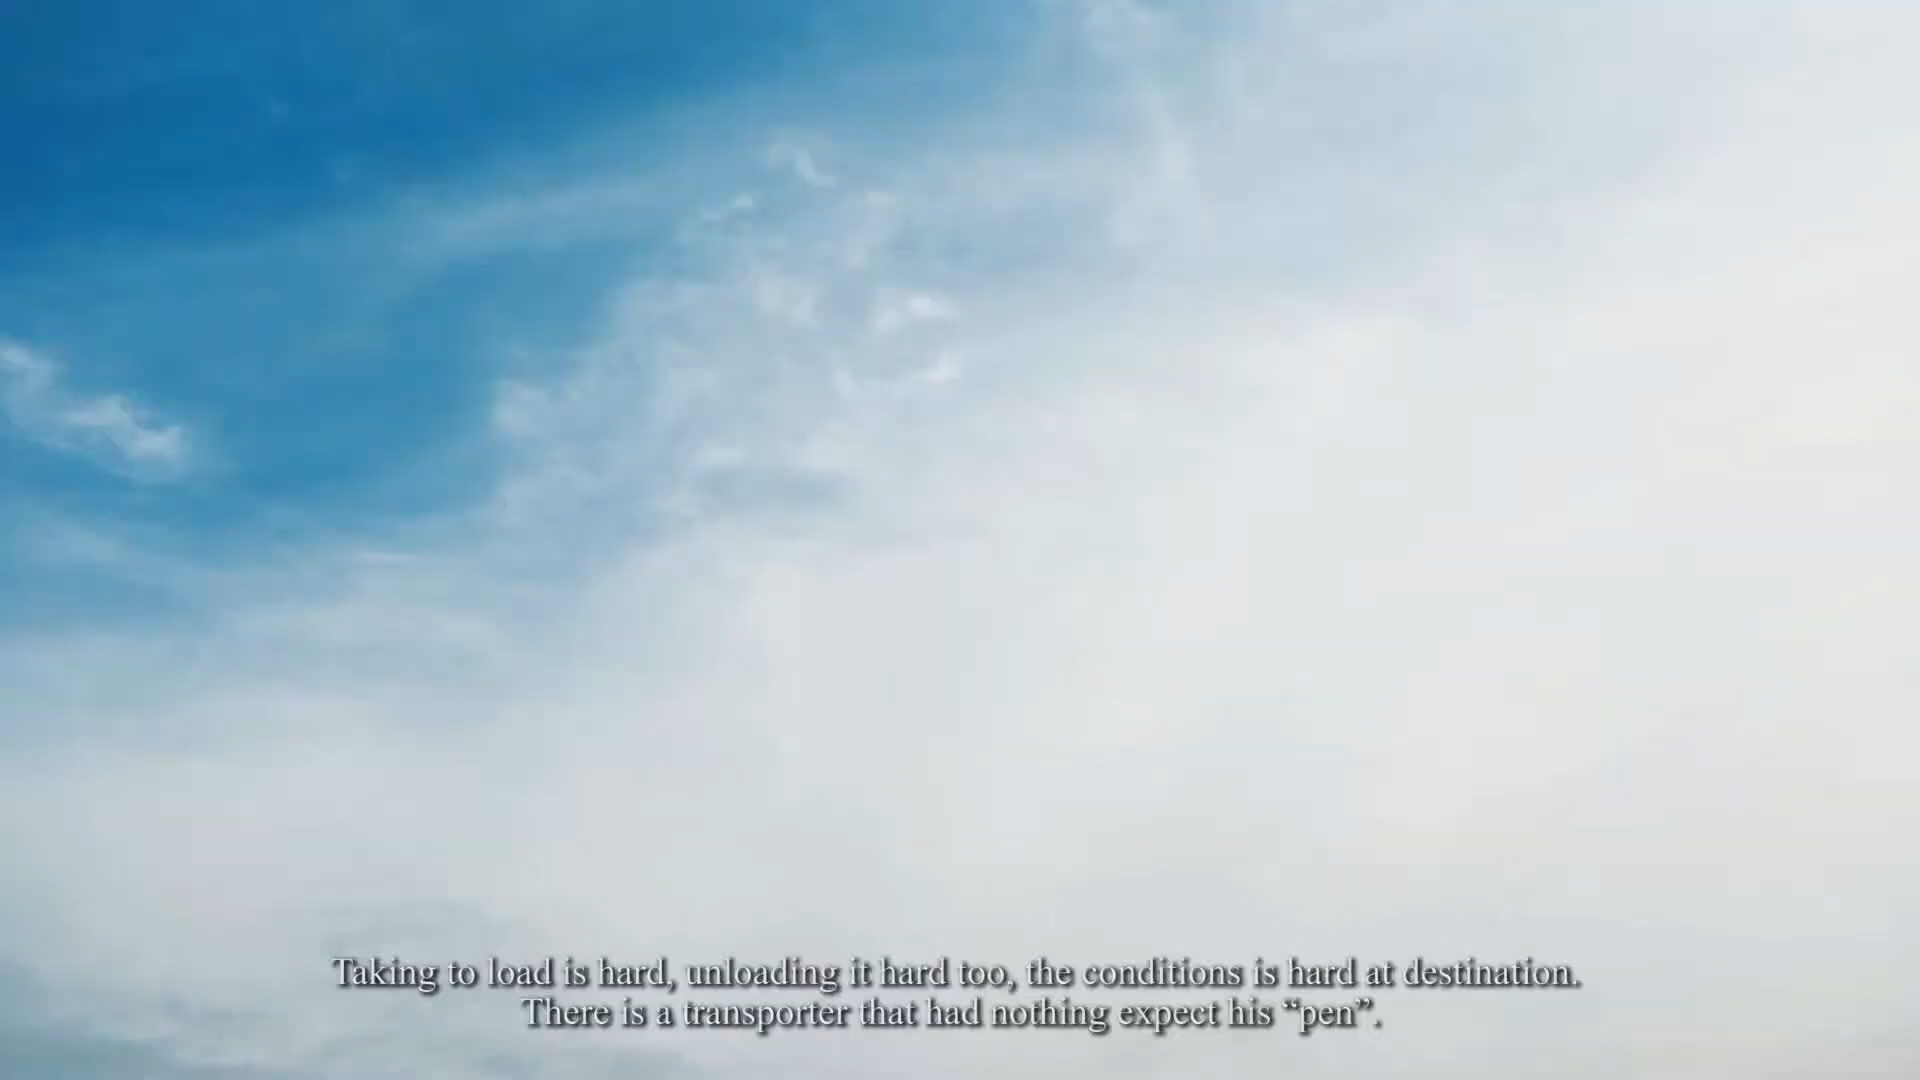 Taking to load is hard, unloading it hard too, the conditions is hard at destination.
There is a transporter that had nothing expect his “pen”.